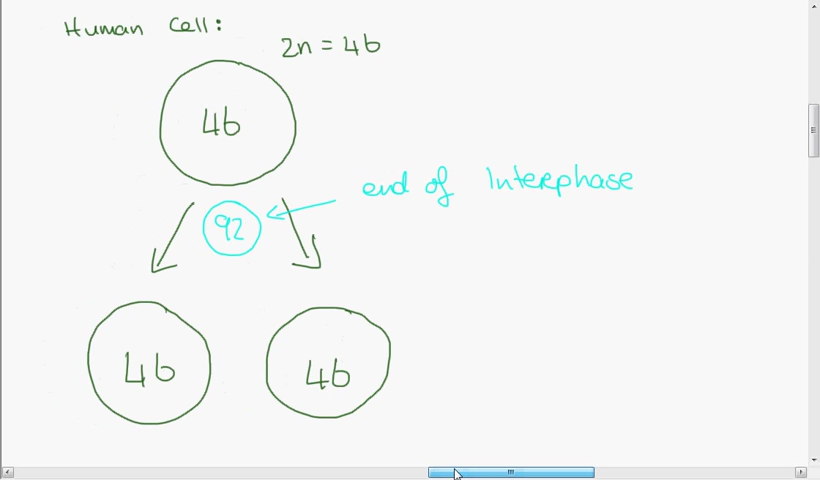 Human Cell:
2n = 46
46
end of Interphase
92
46
46